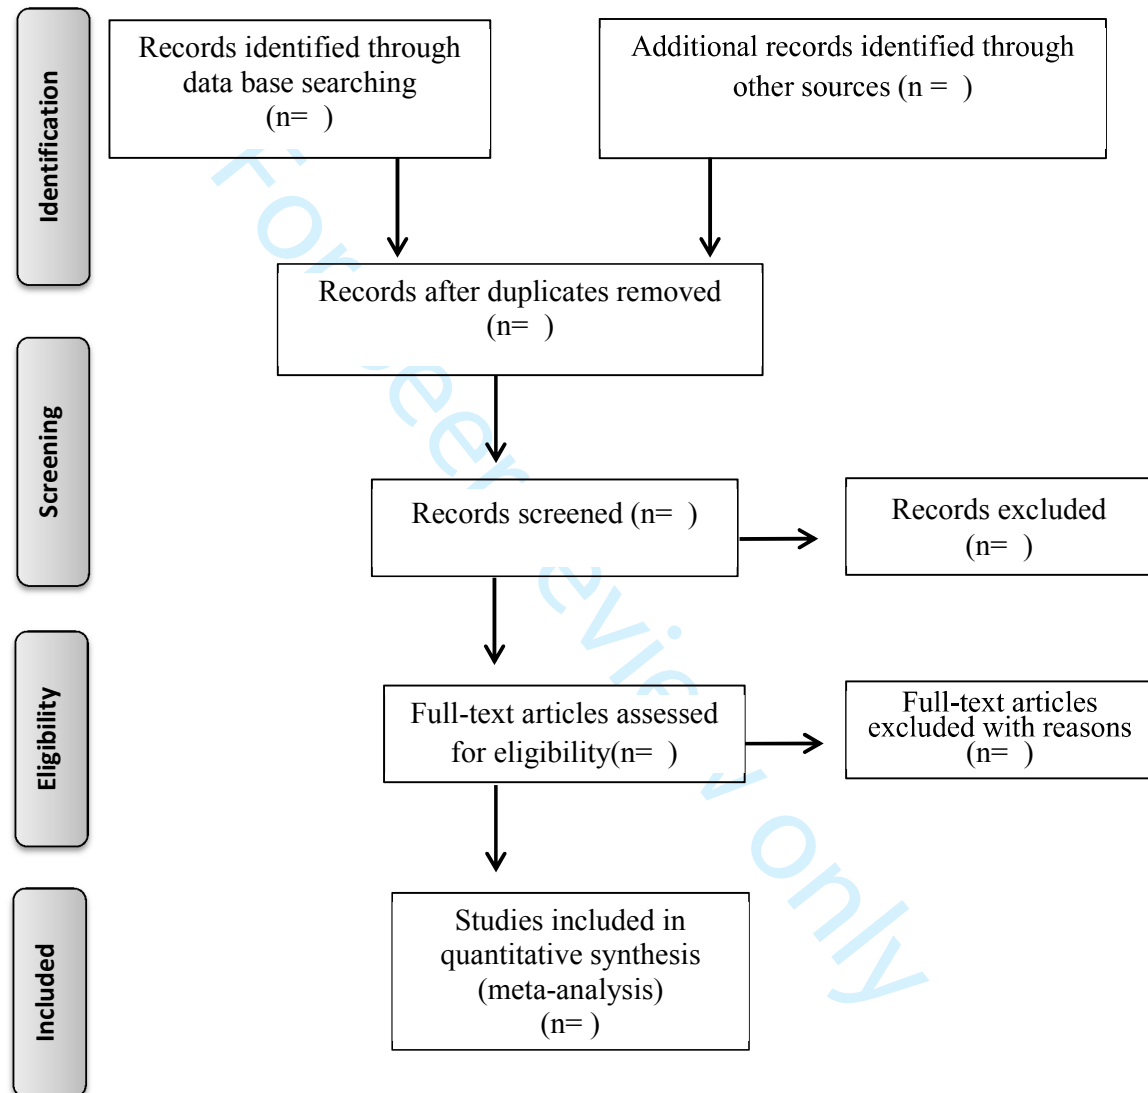 Identification
Records identified through
data base searching
(n=  )
Additional records identified through
other sources (n =  )
Records after duplicates removed
(n=  )
Screening
Records screened (n=  )
Records excluded
(n=  )
Eligibility
Full-text articles assessed
for eligibility(n=  )
Full-text articles
excluded with reasons
(n=  )
Included
Studies included in
quantitative synthesis
(meta-analysis)
(n= )
For peer review only